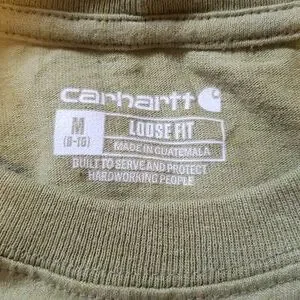 carhartt
M
(8-10)
LOOSE FIT
MADE IN GUATEMALA
BUILT TO SERVE AND PROTECT
HARDWORKING PEOPLE